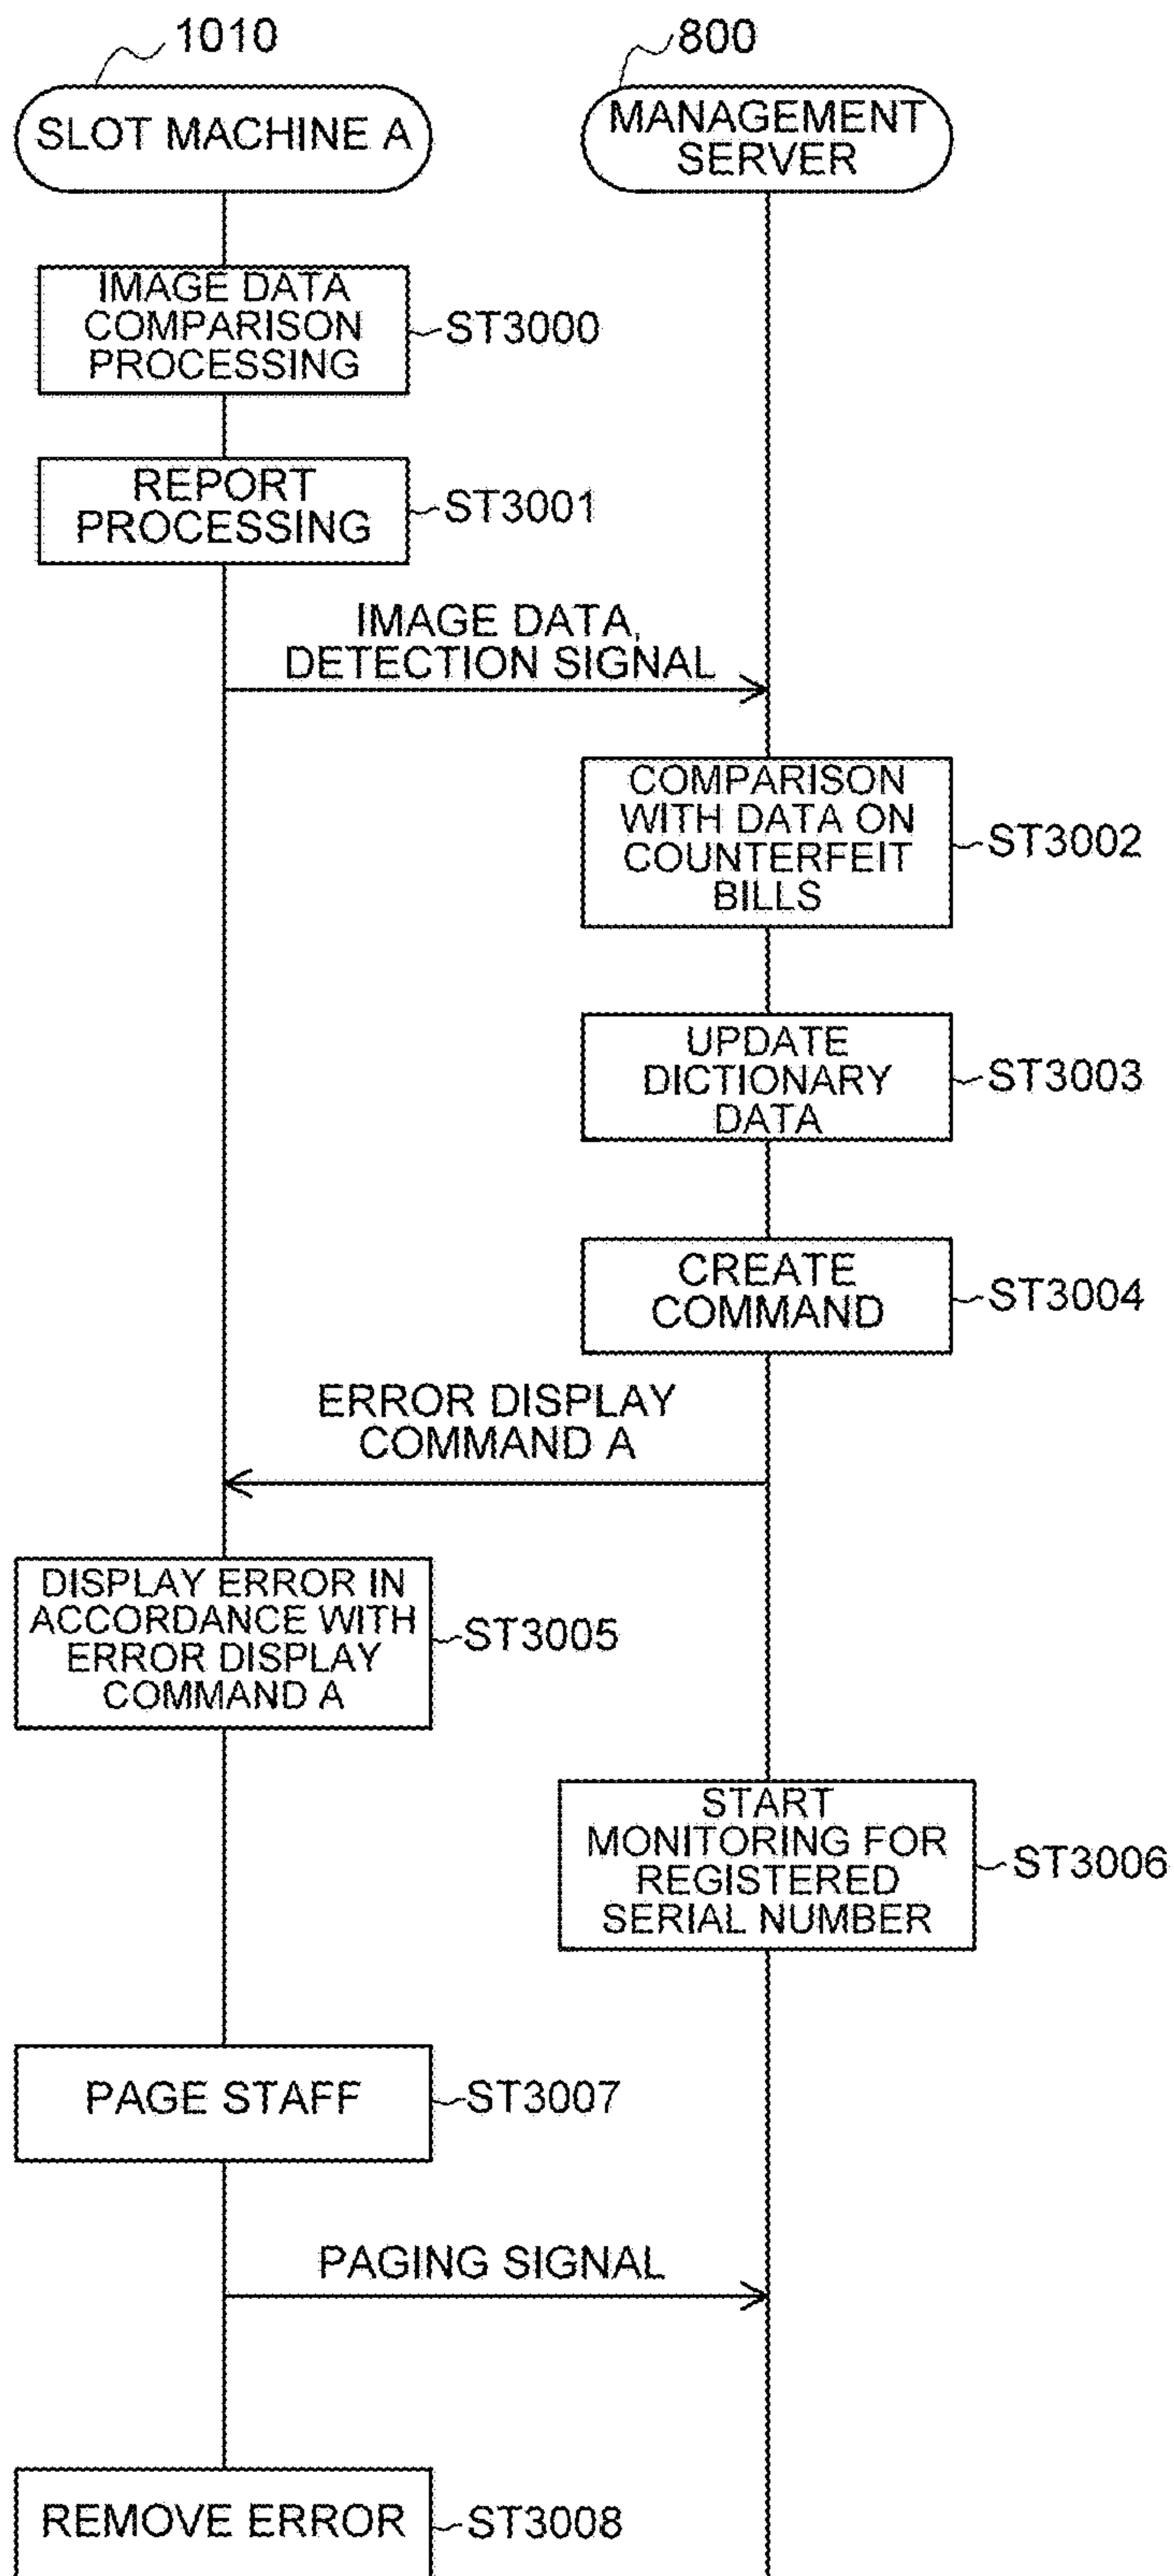 1010
800
SLOT MACHINE A
MANAGEMENT
SERVER
IMAGE DATA
COMPARISON
PROCESSING
ST3000
REPORT
PROCESSING
ST3001
IMAGE DATA,
DETECTION SIGNAL
COMPARISON
WITH DATA ON
COUNTERFEIT
BILLS
ST3002
UPDATE
DICTIONARY
DATA
ST3003
CREATE
COMMAND
ST3004
ERROR DISPLAY
COMMAND A
DISPLAY ERROR IN
ACCORDANCE WITH
ERROR DISPLAY
COMMAND A
ST3005
START
MONITORING FOR
REGISTERED
SERIAL NUMBER
ST3006
PAGE STAFF
ST3007
PAGING SIGNAL
REMOVE ERROR
ST3008